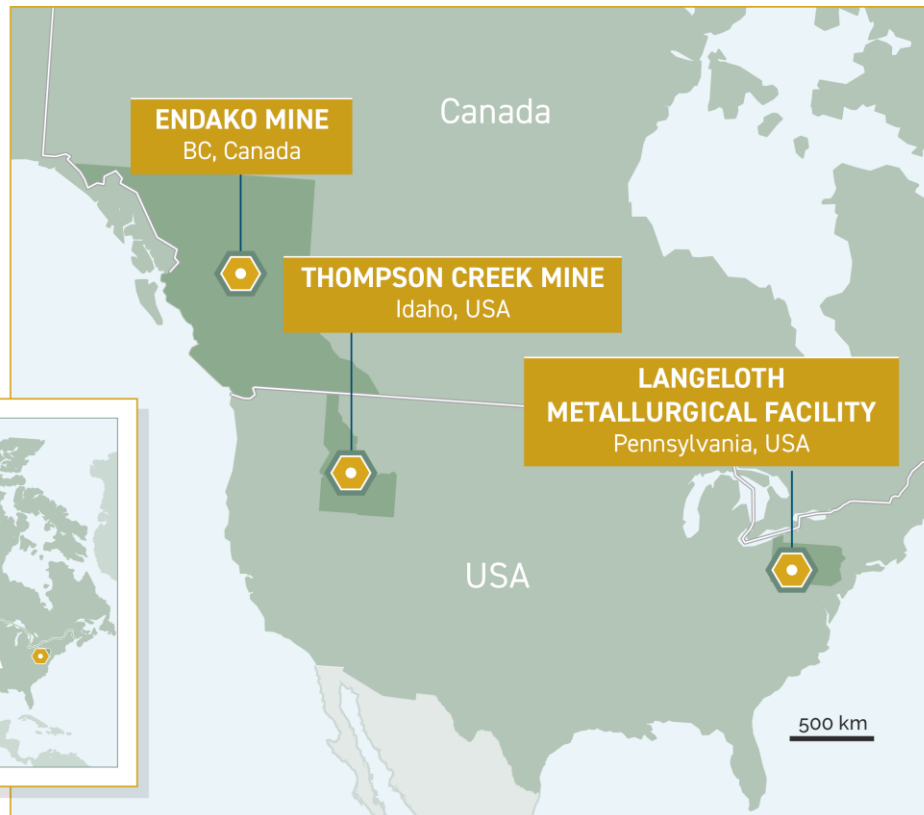 Canada
ENDAKO MINE
BC, Canada
THOMPSON CREEK MINE
Idaho, USA
LANGELOTH
METALLURGICAL FACILITY
Pennsylvania, USA
USA
500 km